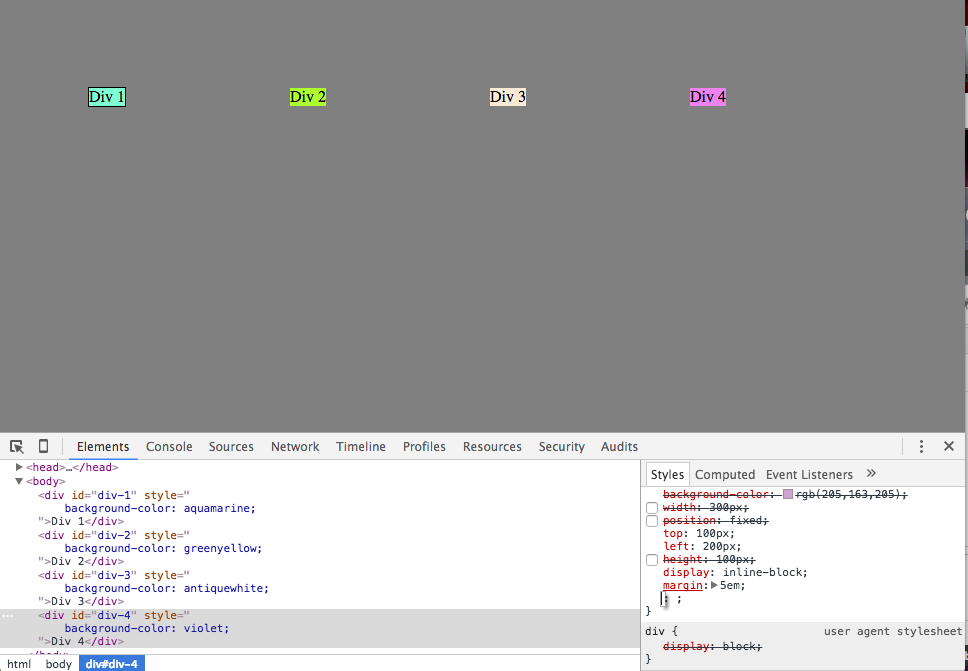 Div 1 Div 2 Div 3 Div 4
Elements Console Sources Network Timeline Profiles Resources Security Audits
<head>…</head>
<body>
<div id="div-1" style="
background-color: aquamarine;
">Div 1</div>
<div id="div-2" style="
background-color: greenyellow;
">Div 2</div>
<div id="div-3" style="
background-color: antiquewhite;
">Div 3</div>
… <div id="div-4" style="
background-color: violet;
">Div 4</div>
</body>
html body div#div-4
Styles Computed Event Listeners »
background-color: rgb(205,163,205);
width: 300px;
position: fixed;
top: 100px;
left: 200px;
height: 100px;
display: inline-block;
margin: 5em;
: ;
}
div { user agent stylesheet
display: block;
}